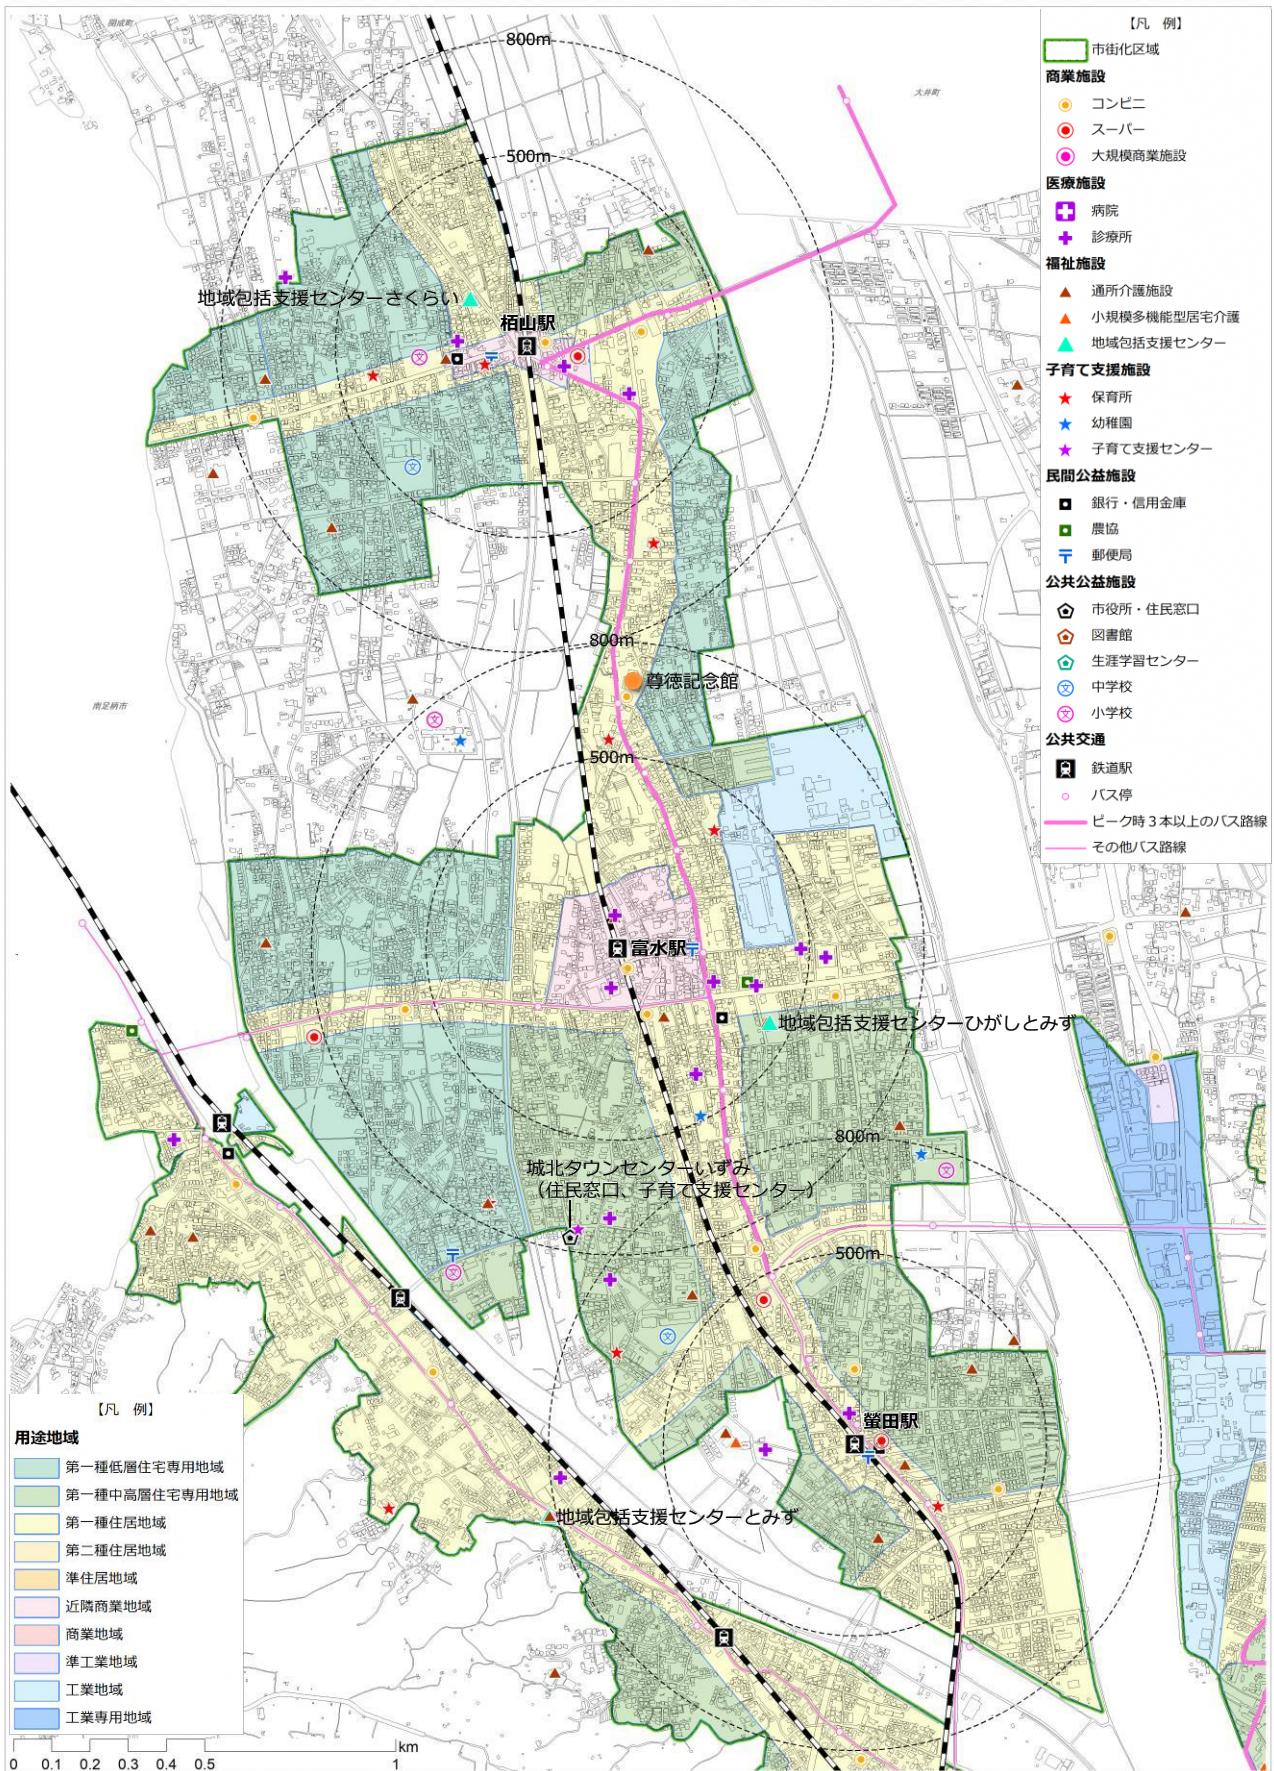 開成町
800m
大井町
500m
地域包括支援センターさくらい
栢山駅
800m
尊徳記念館
南足柄市
500m
富水駅
地域包括支援センターひがしとみず
800m
城北タウンセンターいずみ
（住民窓口、子育て支援センター）
500m
螢田駅
地域包括支援センターとみず
【凡　例】
市街化区域
商業施設
コンビニ
スーパー
大規模商業施設
医療施設
病院
診療所
福祉施設
通所介護施設
小規模多機能型居宅介護
地域包括支援センター
子育て支援施設
保育所
幼稚園
子育て支援センター
民間公益施設
銀行・信用金庫
農協
郵便局
公共公益施設
市役所・住民窓口
図書館
生涯学習センター
中学校
小学校
公共交通
鉄道駅
バス停
ピーク時３本以上のバス路線
その他バス路線
【凡　例】
用途地域
第一種低層住宅専用地域
第一種中高層住宅専用地域
第一種住居地域
第二種住居地域
準住居地域
近隣商業地域
商業地域
準工業地域
工業地域
工業専用地域
km
0 0.1 0.2 0.3 0.4 0.5 1